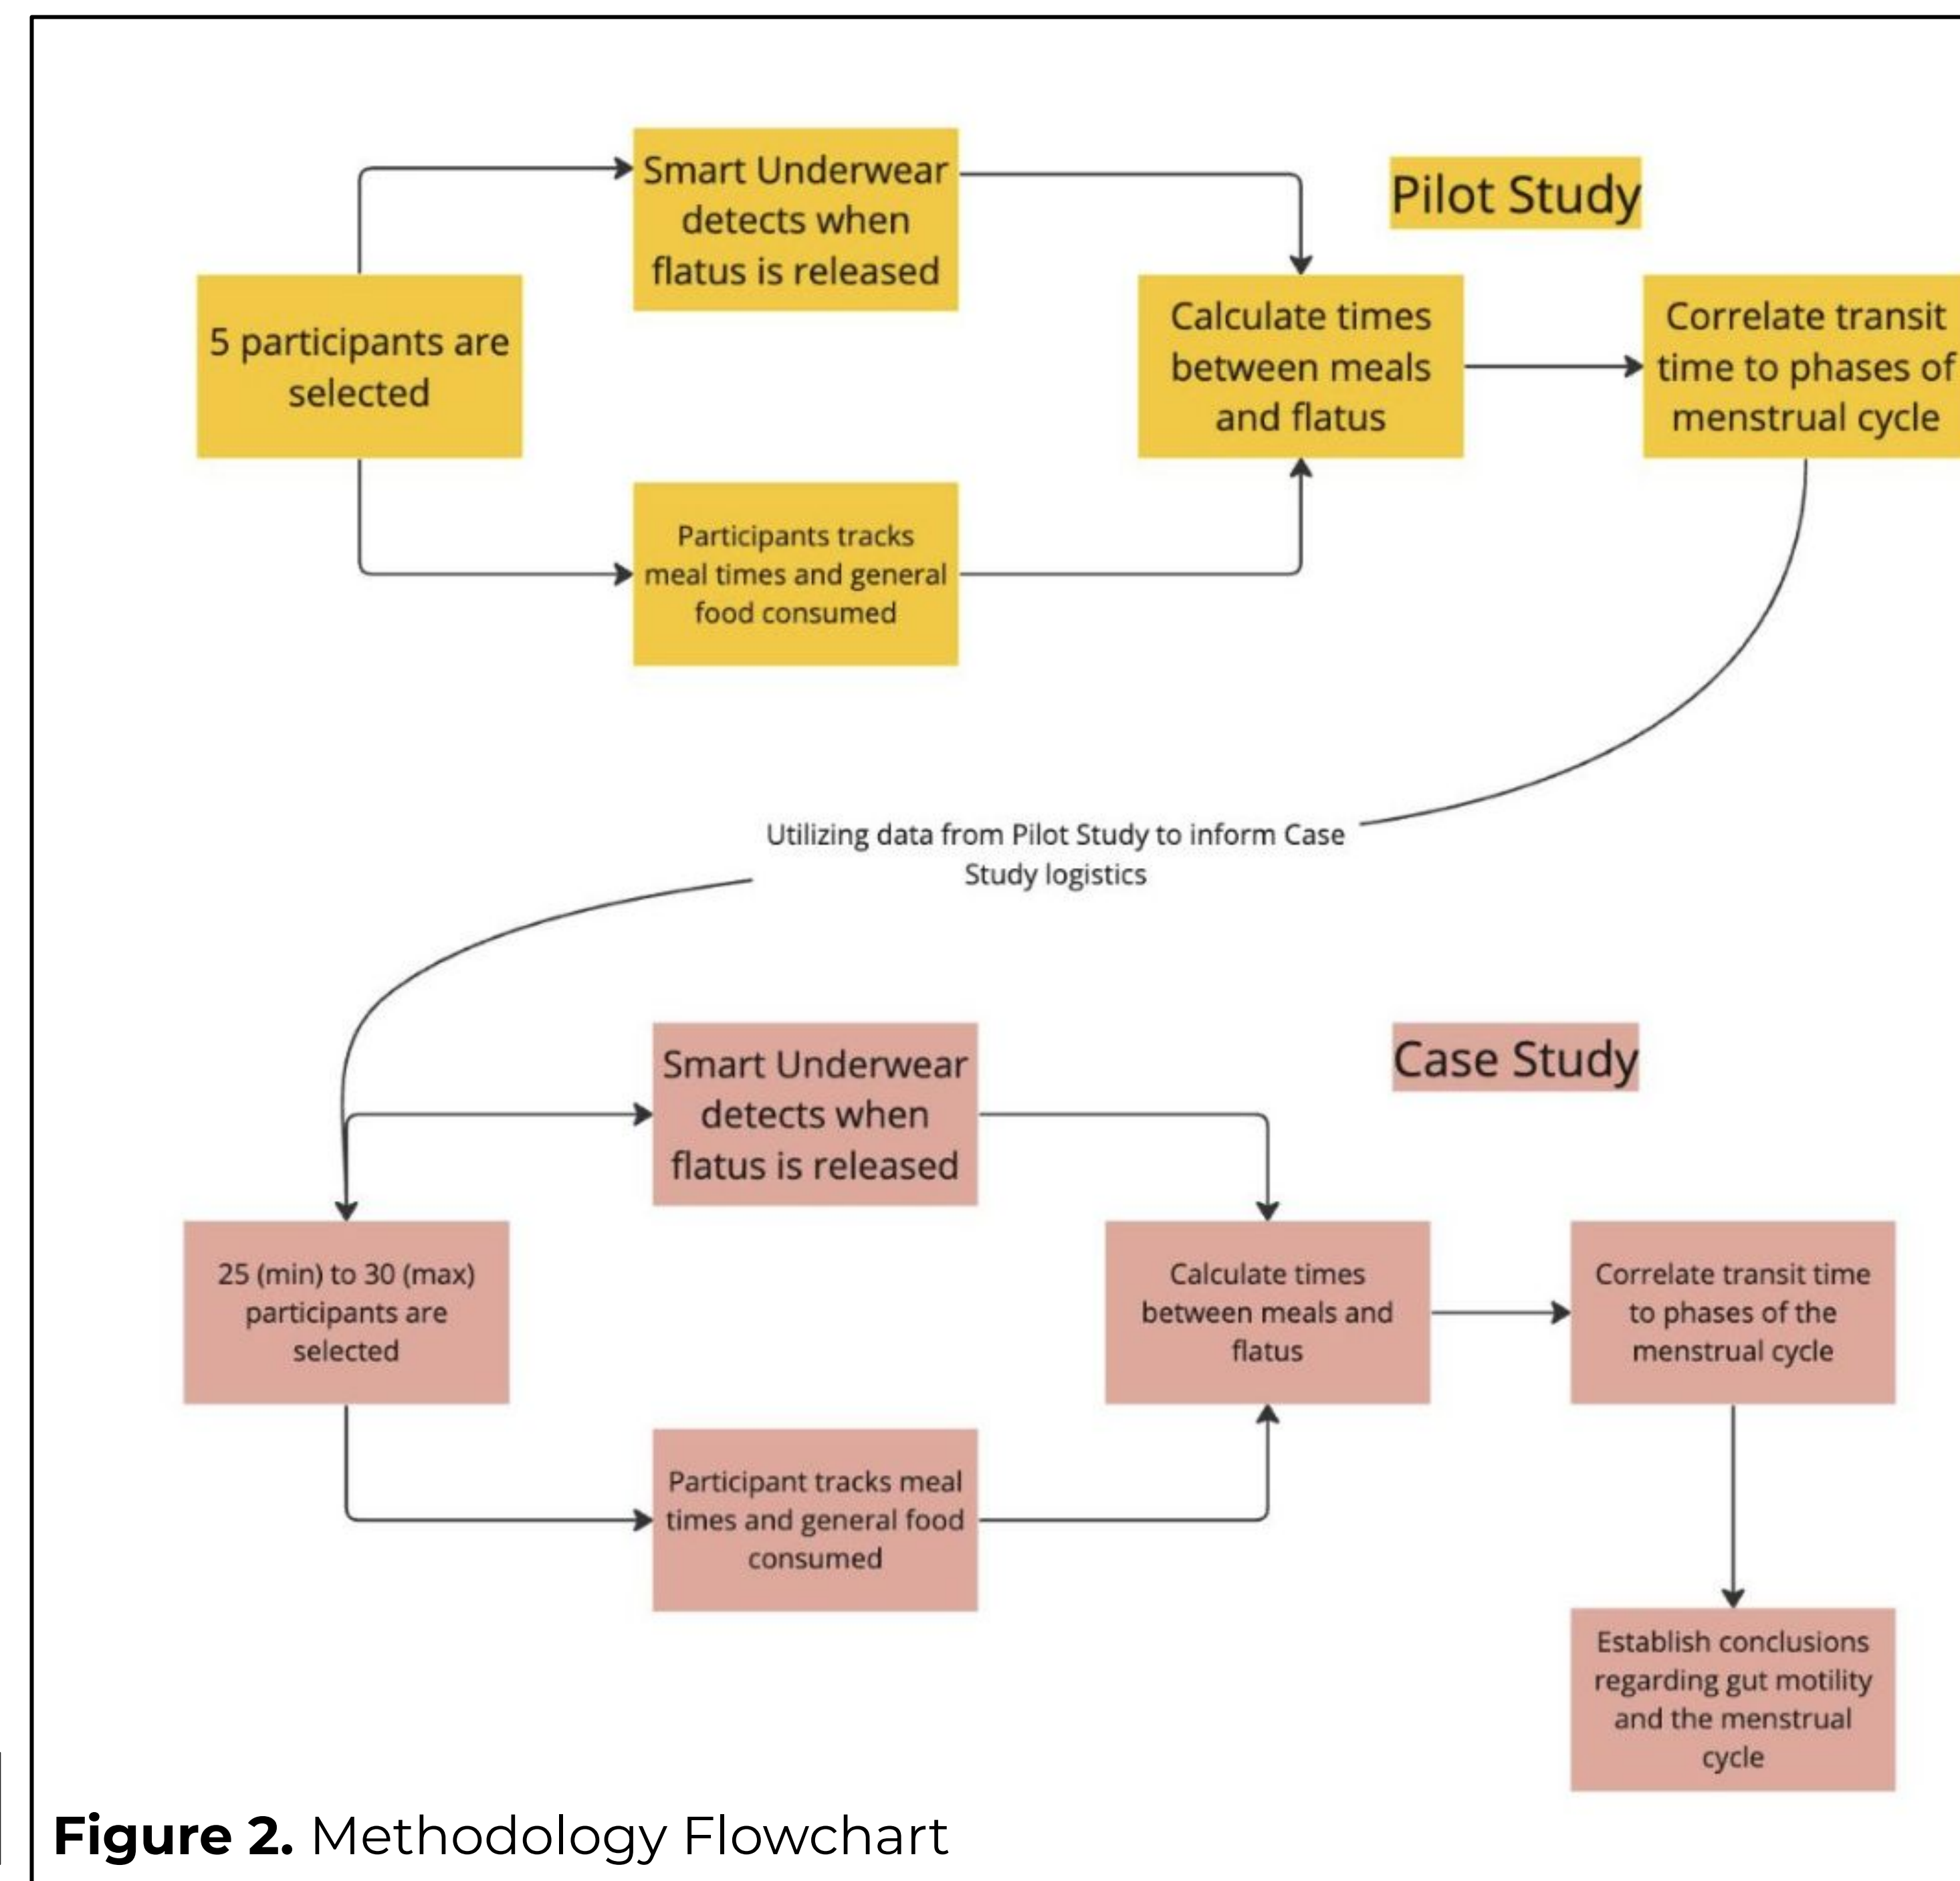 Smart Underwear
detects when
flatus is released
Pilot Study
5 participants are
selected
Calculate times
between meals
and flatus
Correlate transit
time to phases of
menstrual cycle
Participants tracks
meal times and general
food consumed
Utilizing data from Pilot Study to inform Case
Study logistics
Smart Underwear
detects when
flatus is released
Case Study
25 (min) to 30 (max)
participants are
selected
Calculate times
between meals and
flatus
Correlate transit time
to phases of the
menstrual cycle
Participant tracks meal
times and general food
consumed
Establish conclusions
regarding gut motility
and the menstrual
cycle
Figure 2. Methodology Flowchart